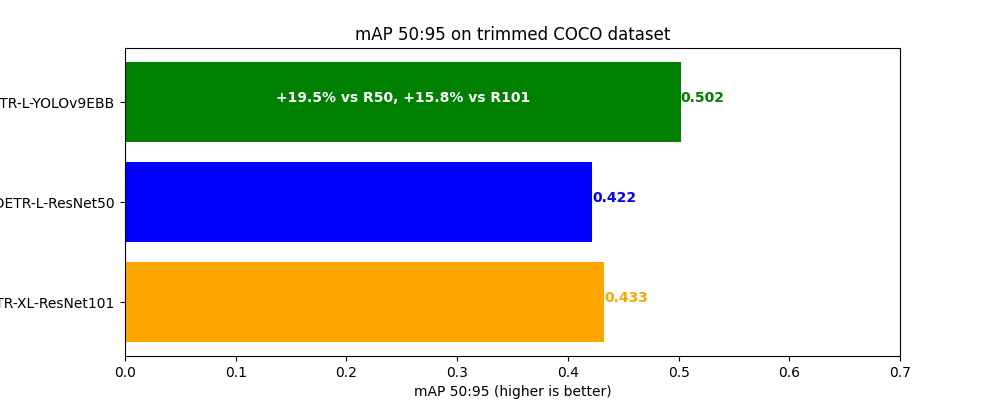 mAP 50:95 on trimmed COCO dataset
TR-L-YOLOv9EBB
+19.5% vs R50, +15.8% vs R101
0.502
DETR-L-ResNet50
0.422
TR-XL-ResNet101
0.433
0.0 0.1 0.2 0.3 0.4 0.5 0.6 0.7
mAP 50:95 (higher is better)